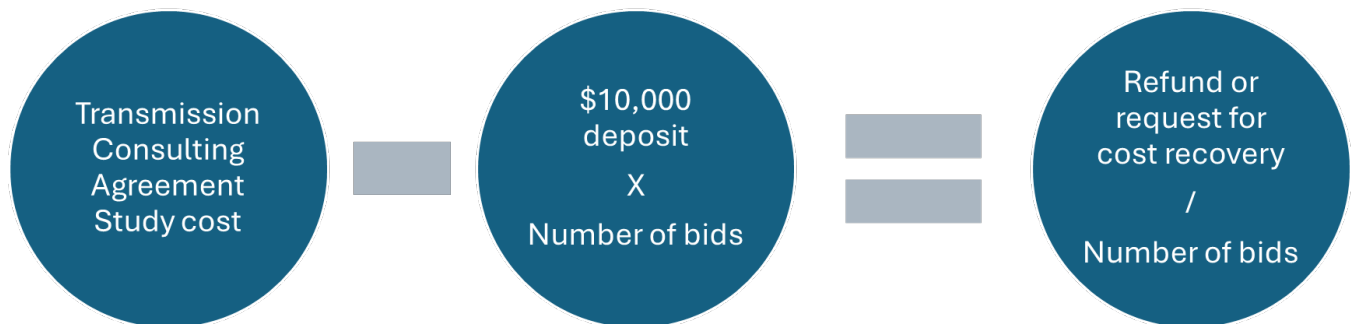 Transmission
Consulting
Agreement
Study cost
$10,000
deposit
X
Number of bids
Refund or
request for
cost recovery
/
Number of bids